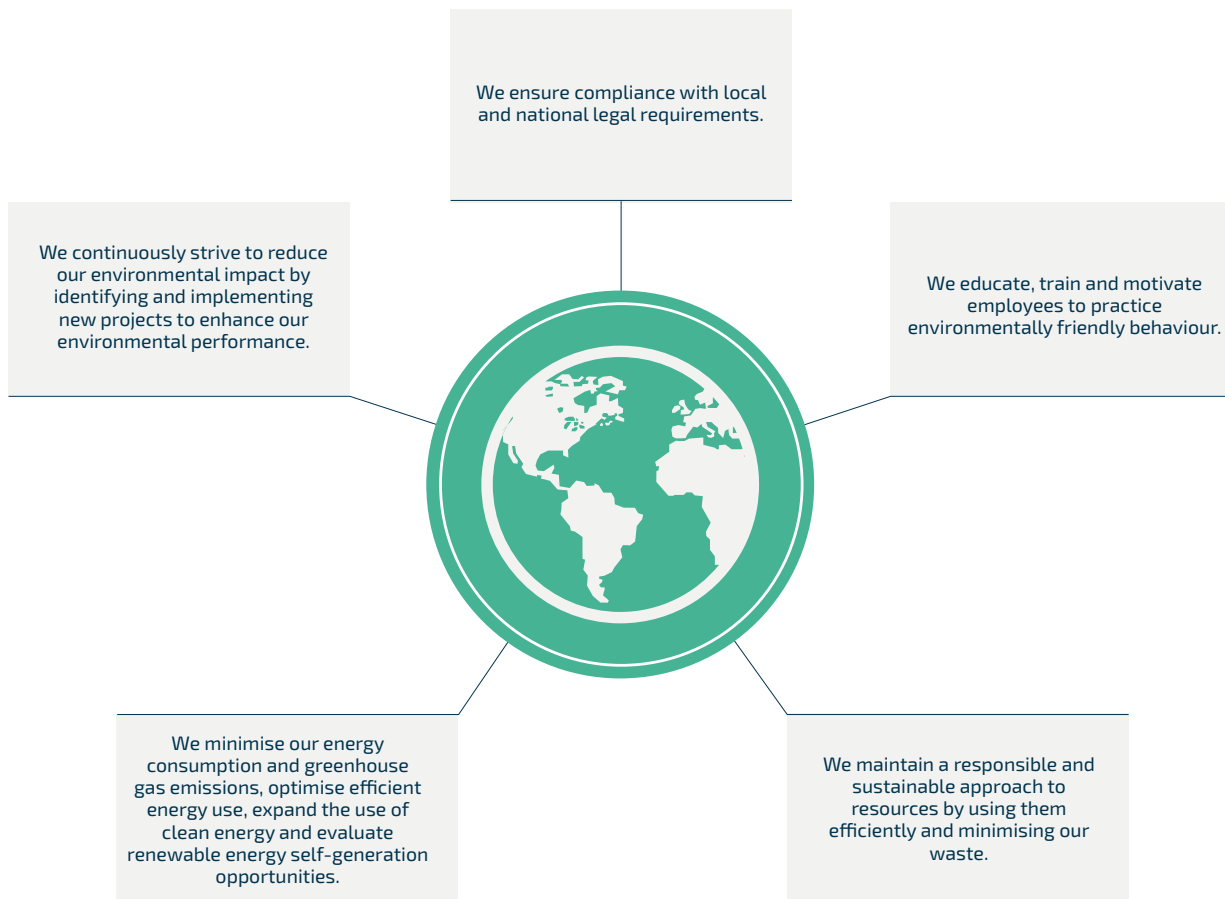 We ensure compliance with local
and national legal requirements.
We continuously strive to reduce
our environmental impact by
identifying and implementing
new projects to enhance our
environmental performance.
We educate, train and motivate
employees to practice
environmentally friendly behaviour.
We minimise our energy
consumption and greenhouse
gas emissions, optimise efficient
energy use, expand the use of
clean energy and evaluate
renewable energy self-generation
opportunities.
We maintain a responsible and
sustainable approach to
resources by using them
efficiently and minimising our
waste.